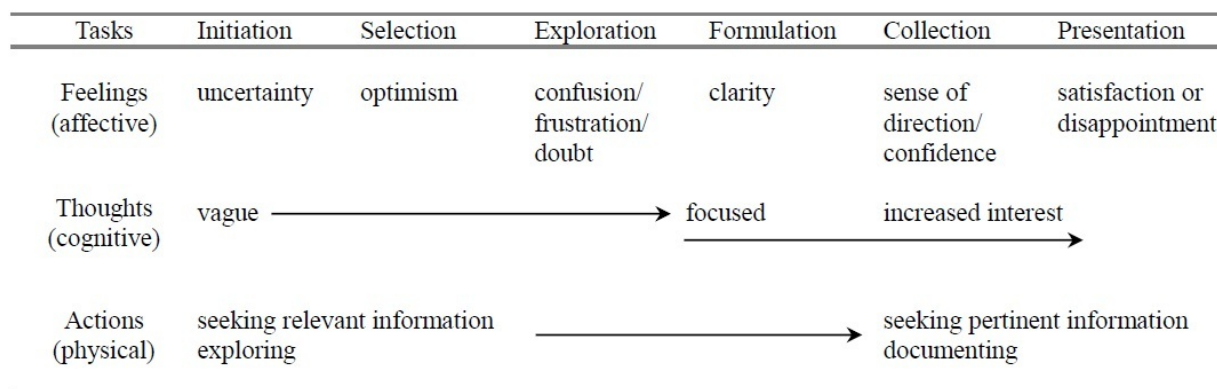 Tasks Initiation Selection Exploration Formulation Collection Presentation
Feelings uncertainty optimism confusion/ clarity sense of satisfaction or
(affective) frustration/ direction/ disappointment
doubt confidence
Thoughts vague focused increased interest
(cognitive)
Actions seeking relevant information seeking pertinent information
(physical) exploring documenting